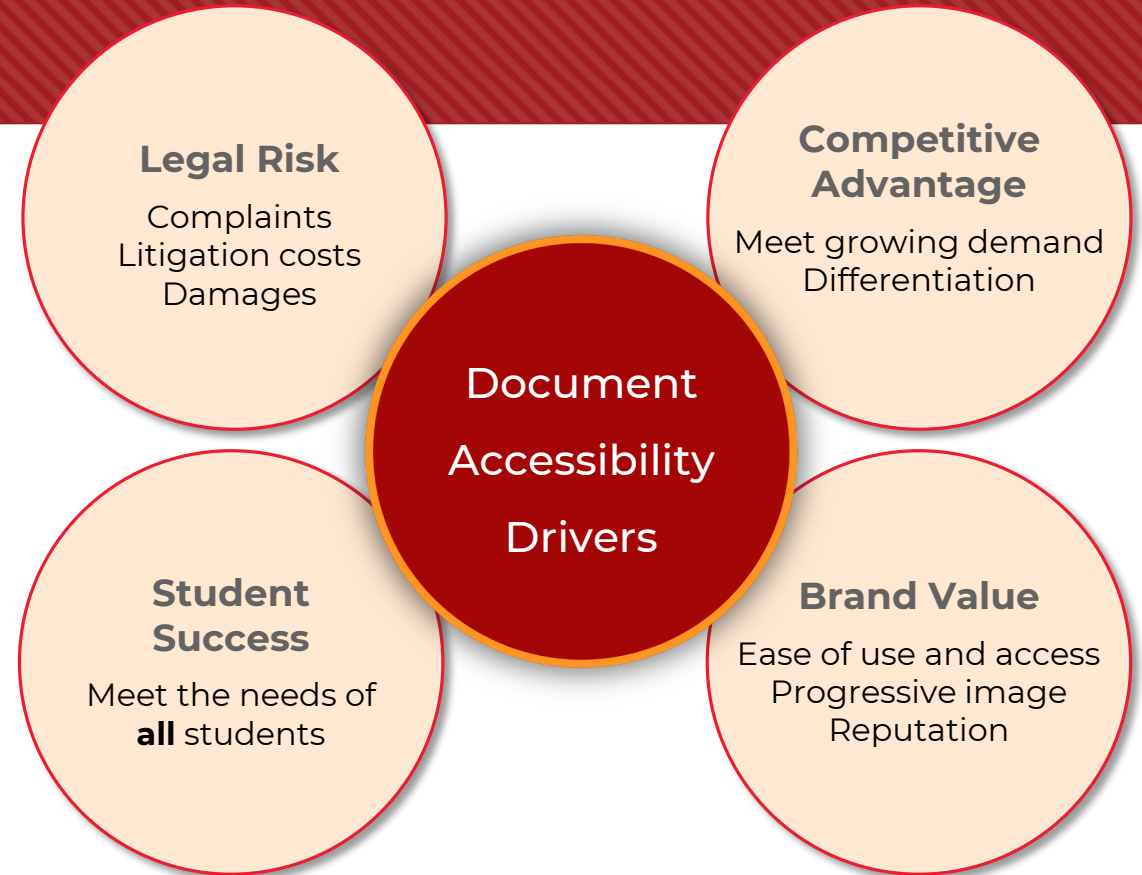 Legal Risk
Complaints
Litigation costs
Damages
Competitive
Advantage
Meet growing demand
Differentiation
Document
Accessibility
Drivers
Student
Success
Meet the needs of
all students
Brand Value
Ease of use and access
Progressive image
Reputation